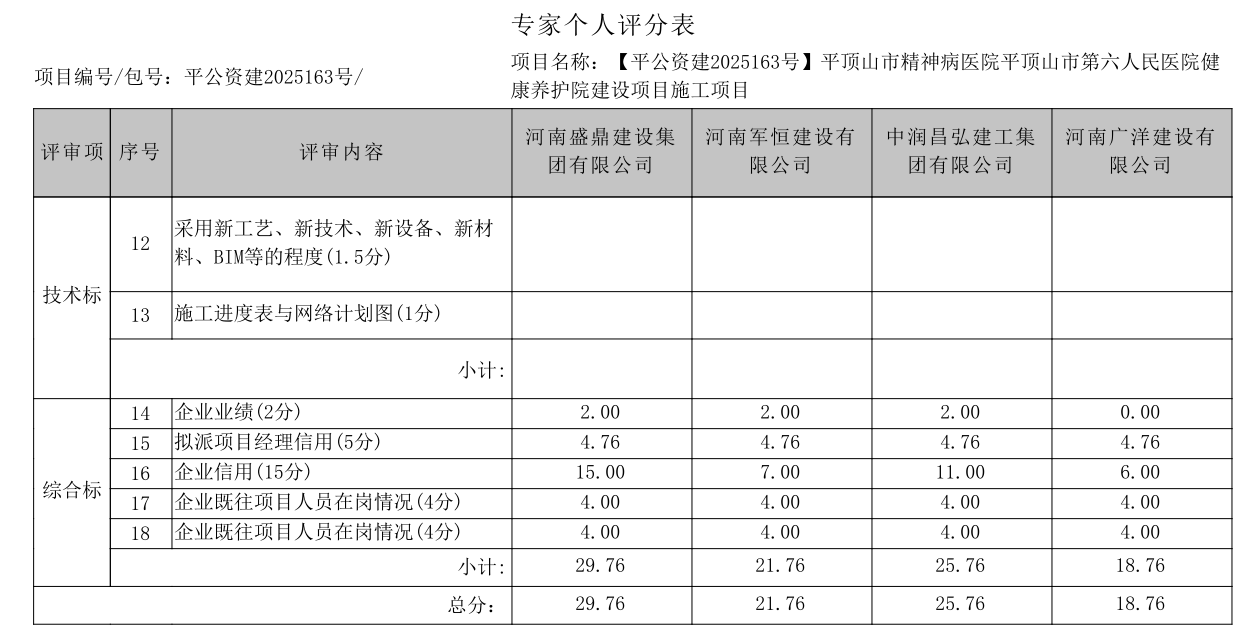 专家个人评分表
项目编号/包号：平公资建2025163号/
项目名称：【平公资建2025163号】平顶山市精神病医院平顶山市第六人民医院健
康养护院建设项目施工项目
评审项 序号 评审内容 河南盛鼎建设集团有限公司 河南军恒建设有限公司 中润昌弘建工集团有限公司 河南广洋建设有限公司
技术标
12 采用新工艺、新技术、新设备、新材
料、BIM等的程度(1.5分)
13 施工进度表与网络计划图(1分)
小计:
综合标
14 企业业绩(2分) 2.00 2.00 2.00 0.00
15 拟派项目经理信用(5分) 4.76 4.76 4.76 4.76
16 企业信用(15分) 15.00 7.00 11.00 6.00
17 企业既往项目人员在岗情况(4分) 4.00 4.00 4.00 4.00
18 企业既往项目人员在岗情况(4分) 4.00 4.00 4.00 4.00
小计: 29.76 21.76 25.76 18.76
总分: 29.76 21.76 25.76 18.76